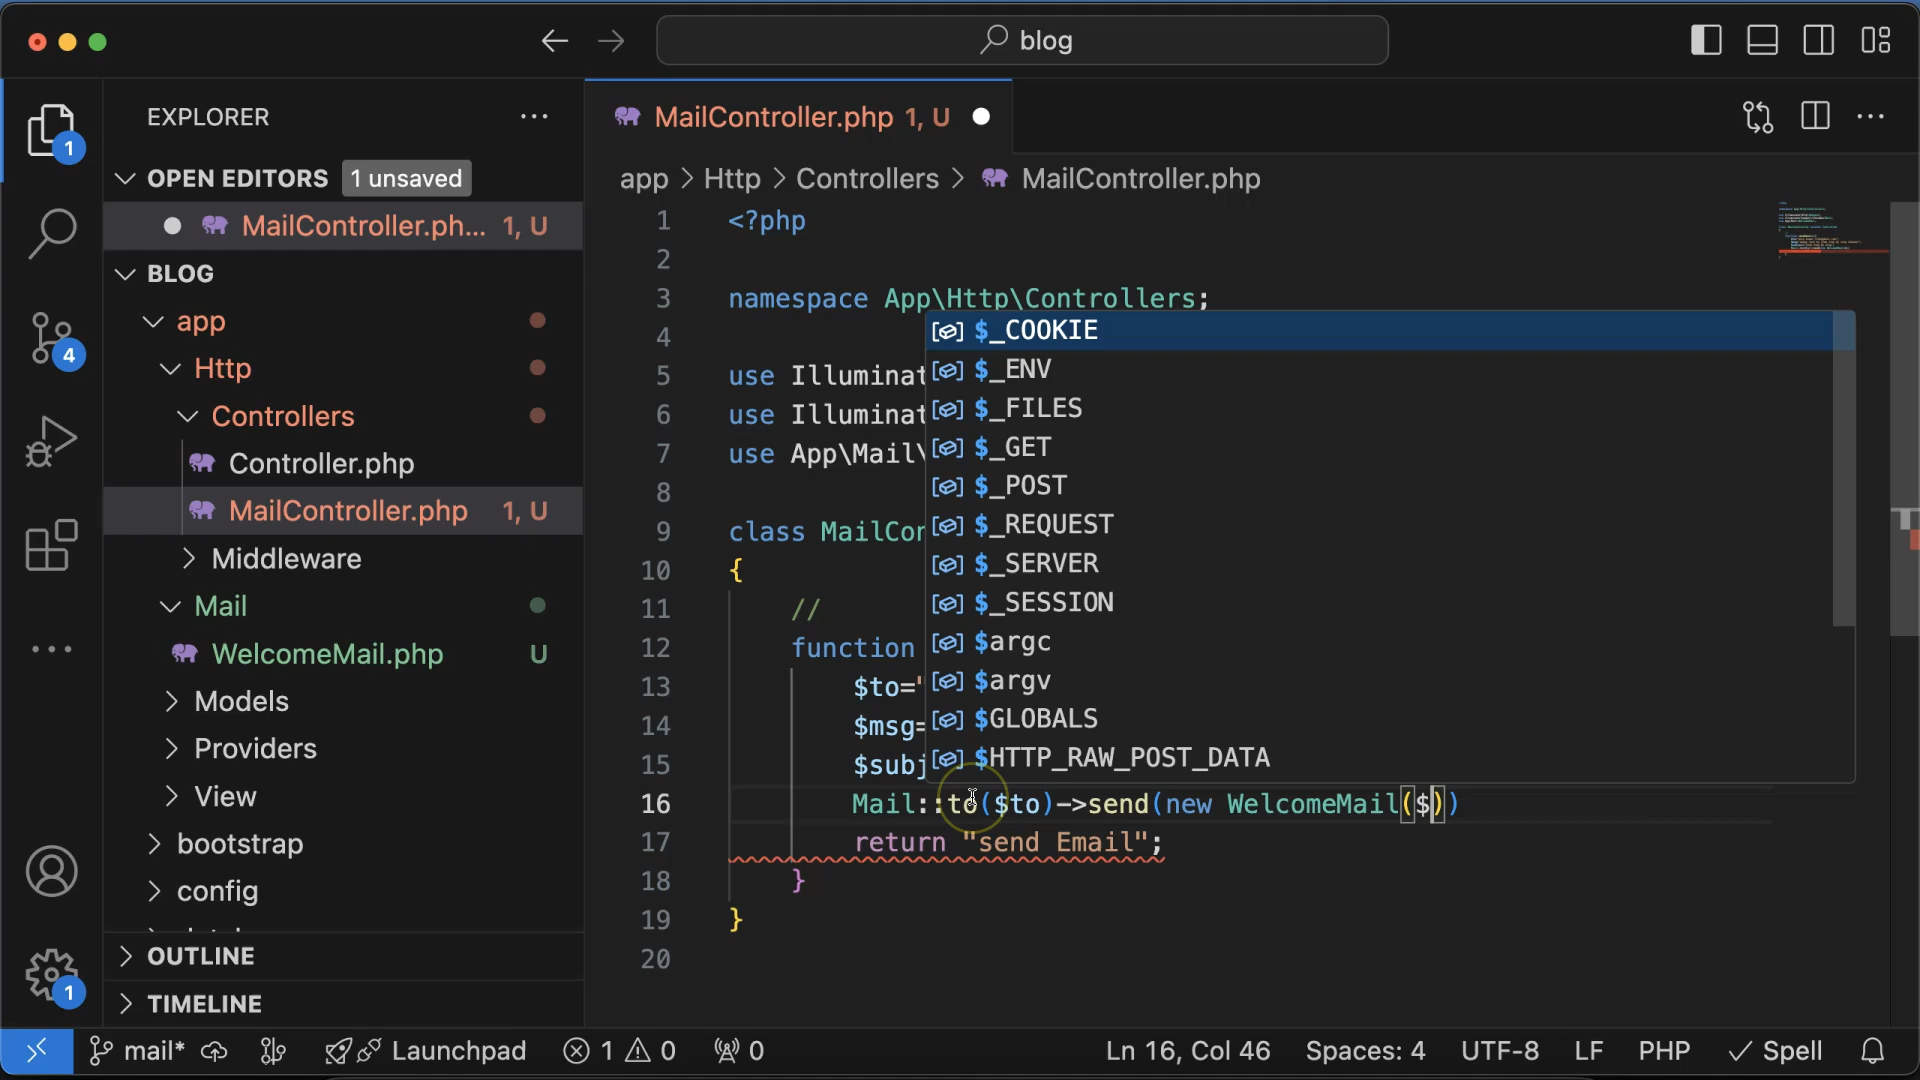 blog
EXPLORER
OPEN EDITORS 1 unsaved
MailController.ph... 1, U
BLOG
app
Http
Controllers
Controller.php
MailController.php 1, U
Middleware
Mail
WelcomeMail.php U
Models
Providers
View
bootstrap
config
OUTLINE
TIMELINE
1
4
1
MailController.php 1, U
app > Http > Controllers > MailController.php
1 <?php
2
3 namespace App\Http\Controllers;
4
5 use Illuminat
6 use Illuminat
7 use App\Mail\
8
9 class MailCon
10 {
11 //
12 function
13 $to="
14 $msg=
15 $subj
16 Mail::to($to)->send(new WelcomeMail($))
17 return "send Email";
18 }
19 }
20
$_COOKIE
$_ENV
$_FILES
$_GET
$_POST
$_REQUEST
$_SERVER
$_SESSION
$argc
$argv
$GLOBALS
$HTTP_RAW_POST_DATA
mail* Launchpad 1 0 0 Ln 16, Col 46 Spaces: 4 UTF-8 LF PHP Spell